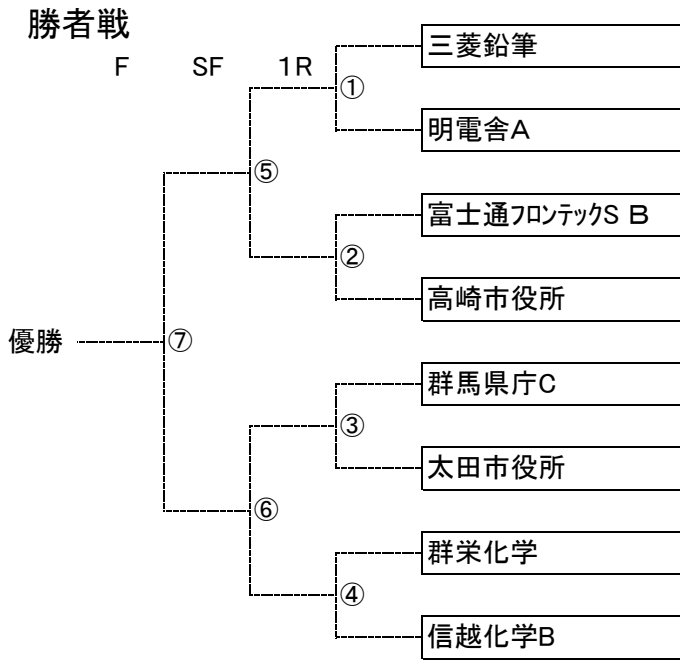 勝者戦
F SF 1R
三菱鉛筆
①
明電舎A
⑤
富士通ﾌﾛﾝﾃｯｸS B
②
高崎市役所
優勝
⑦
群馬県庁C
③
太田市役所
⑥
群栄化学
④
信越化学B